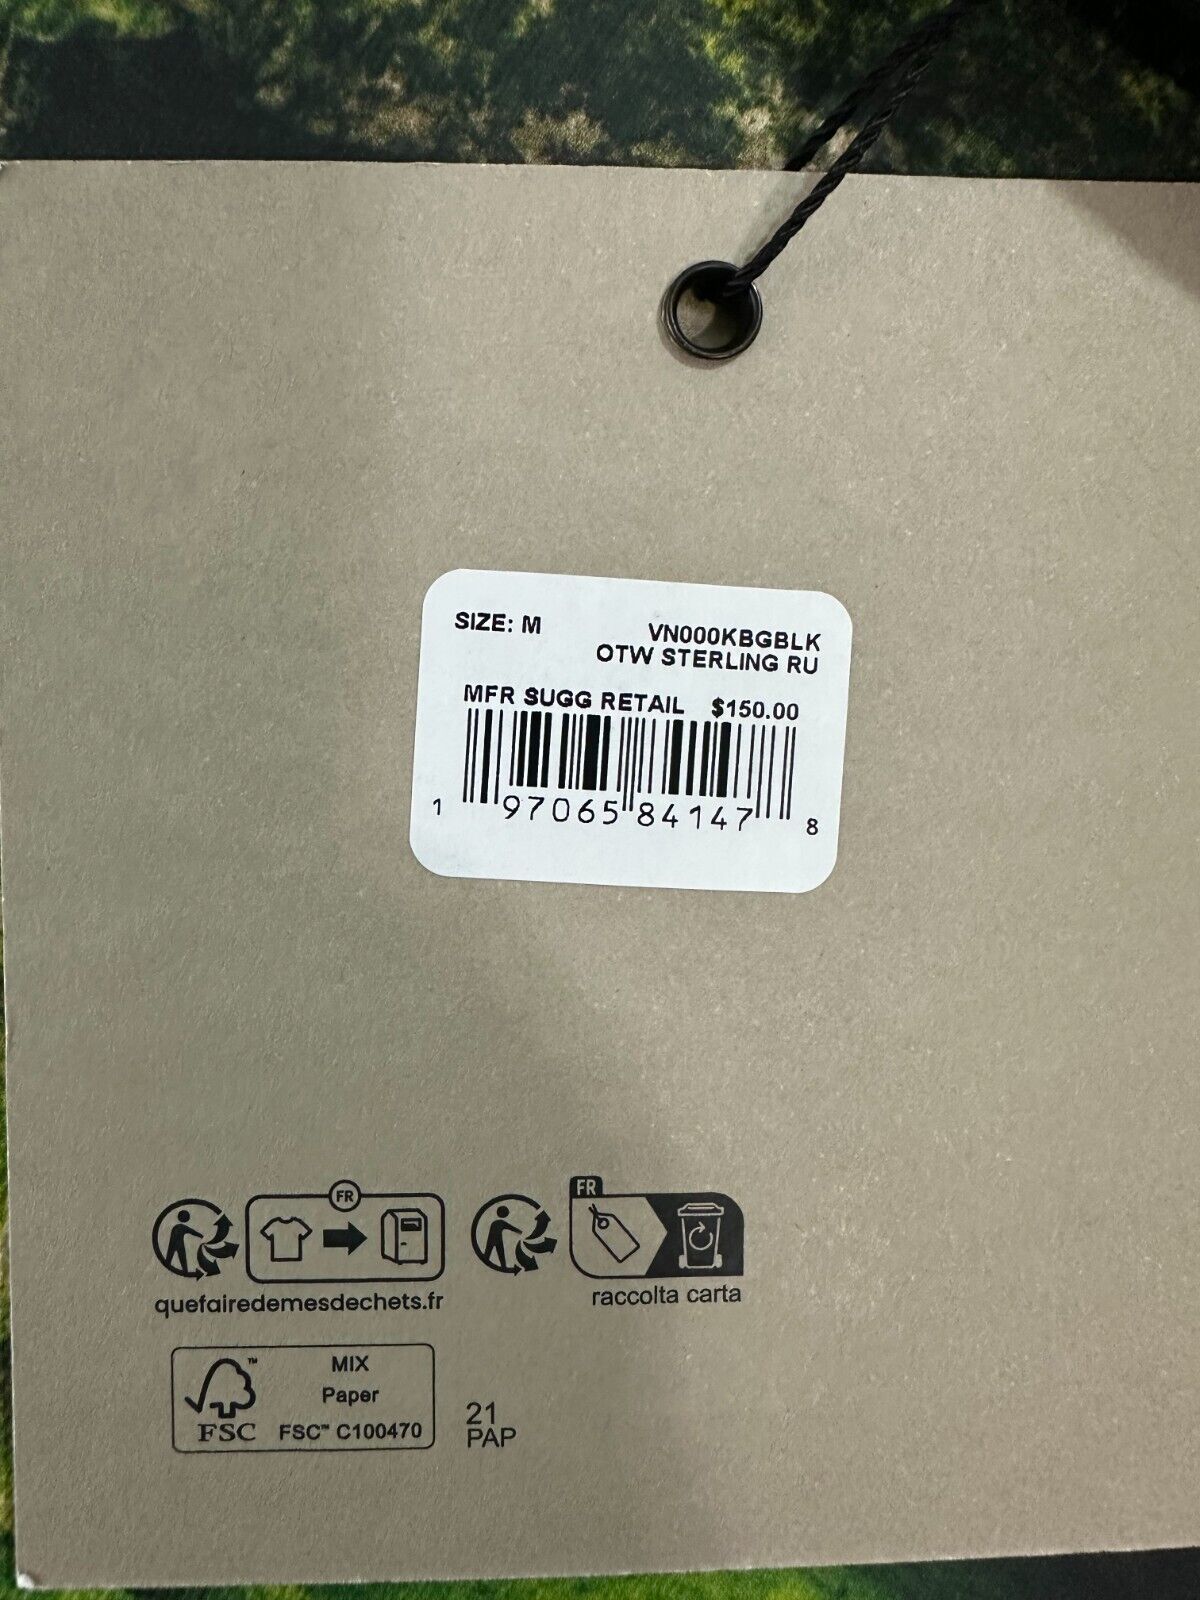 SIZE: M VN000KBGBLK
OTW STERLING RU
MFR SUGG RETAIL $150.00
1 97065 84147 8
FR
FR
quefairedemesdechets.fr
raccolta carta
MIX
Paper
FSC™ C100470
™
FSC
21
PAP